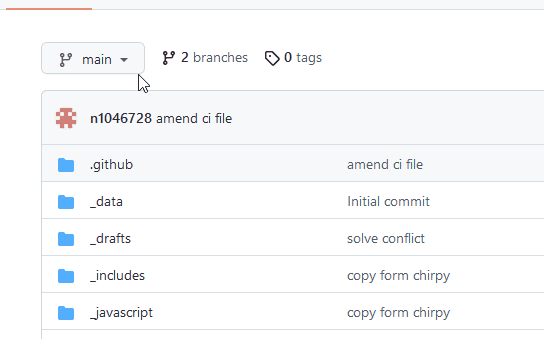 main 2 branches 0 tags
n1046728 amend ci file
.github amend ci file
_data Initial commit
_drafts solve conflict
_includes copy form chirpy
_javascript copy form chirpy